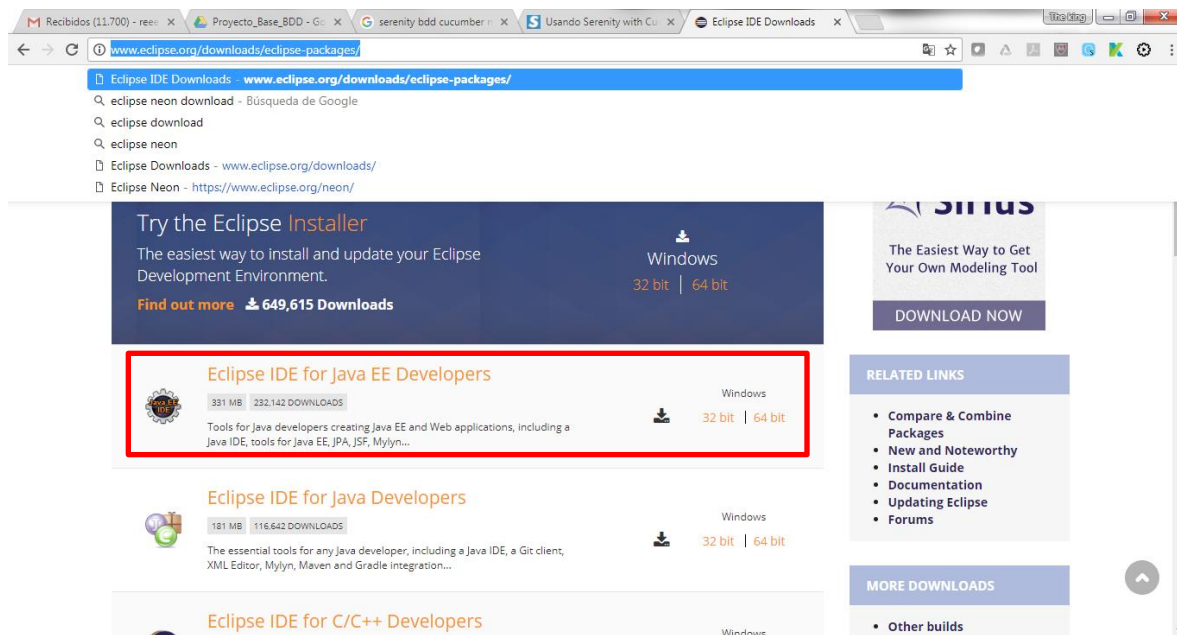 Recibidos (11.700) - ree
Proyecto_Base_BDD - Go
serenity bdd cucumber n
Usando Serenity with Cu
Eclipse IDE Downloads
The King
www.eclipse.org/downloads/eclipse-packages/
Eclipse IDE Downloads - www.eclipse.org/downloads/eclipse-packages/
eclipse neon download - Búsqueda de Google
eclipse download
eclipse neon
Eclipse Downloads - www.eclipse.org/downloads/
Eclipse Neon - https://www.eclipse.org/neon/
Try the Eclipse Installer
The easiest way to install and update your Eclipse
Development Environment.
Find out more 649,615 Downloads
Windows
32 bit | 64 bit
Sirius
The Easiest Way to Get
Your Own Modeling Tool
DOWNLOAD NOW
Java EE
IDE
Eclipse IDE for Java EE Developers
331 MB 232,142 DOWNLOADS
Tools for Java developers creating Java EE and Web applications, including a
Java IDE, tools for Java EE, JPA, JSF, Mylyn...
Windows
32 bit | 64 bit
Eclipse IDE for Java Developers
181 MB 116,642 DOWNLOADS
The essential tools for any Java developer, including a Java IDE, a Git client,
XML Editor, Mylyn, Maven and Gradle integration...
Windows
32 bit | 64 bit
Eclipse IDE for C/C++ Developers
Windows
RELATED LINKS
Compare & Combine
Packages
New and Noteworthy
Install Guide
Documentation
Updating Eclipse
Forums
MORE DOWNLOADS
Other builds